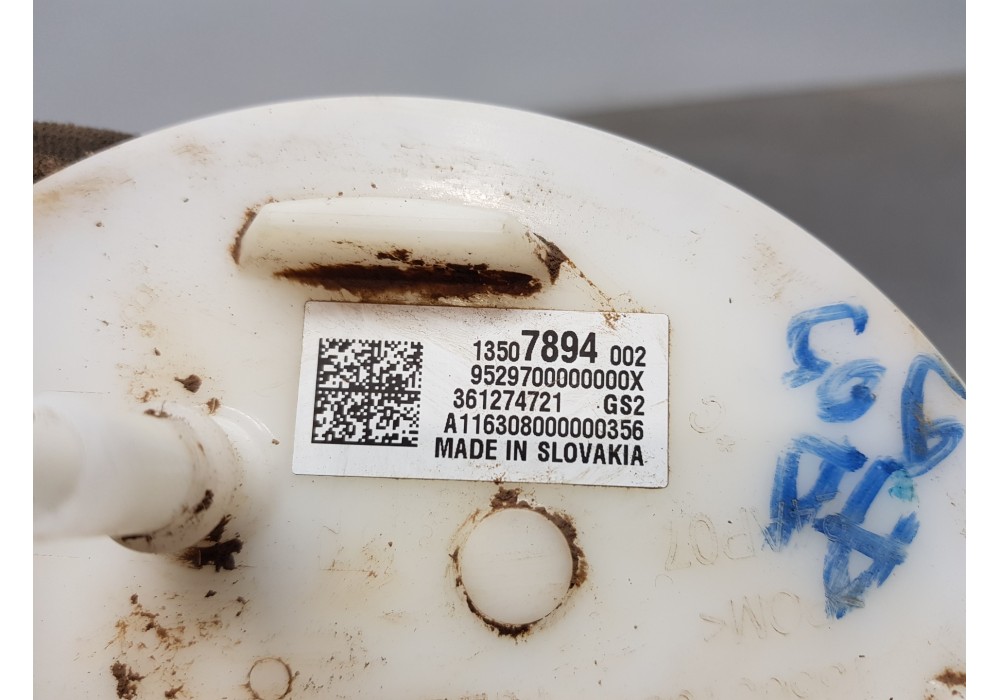 13507894 002
9529700000000X
361274721 GS2
A116308000000356
MADE IN SLOVAKIA